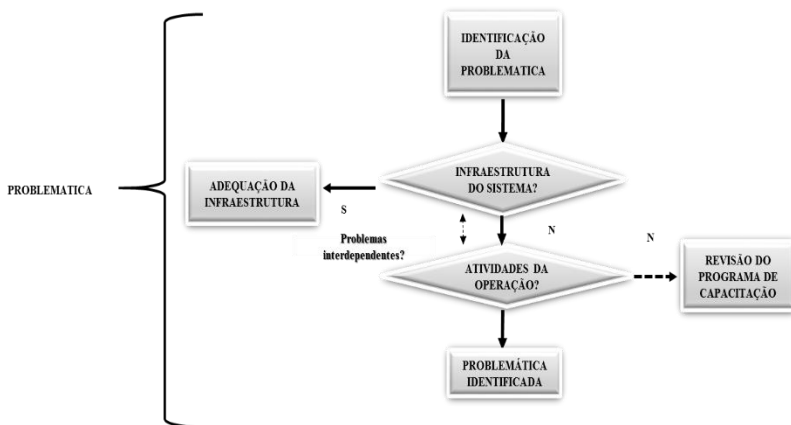 IDENTIFICAÇÃO
DA
PROBLEMATICA
PROBLEMATICA
ADEQUAÇÃO DA
INFRAESTRUTURA
INFRAESTRUTURA
DO SISTEMA?
S
N
N
Problemas
interdependentes?
ATIVIDADES DA
OPERAÇÃO?
REVISÃO DO
PROGRAMA DE
CAPACITAÇÃO
PROBLEMÁTICA
IDENTIFICADA